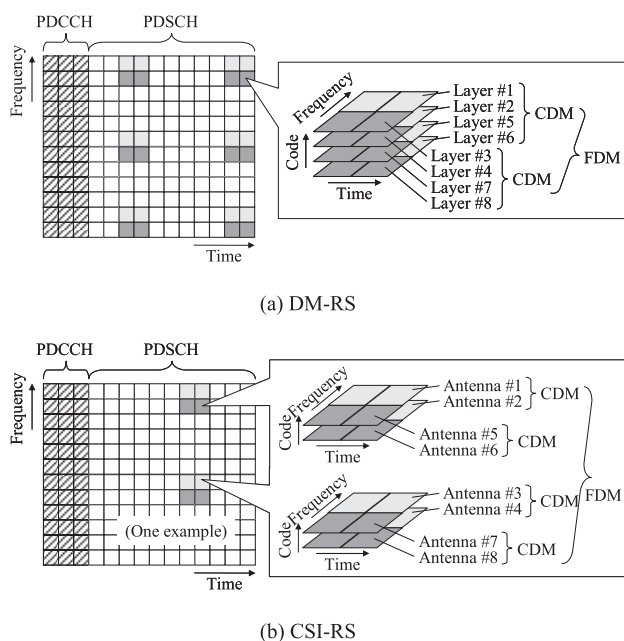 PDCCH PDSCH
Frequency
Frequency
Code
Time
Layer #1
Layer #2
Layer #5
Layer #6
CDM
Layer #3
Layer #4
Layer #7
Layer #8
CDM
FDM
Time
(a) DM-RS
PDCCH PDSCH
Frequency
Frequency
Code
Time
Antenna #1
Antenna #2
CDM
Antenna #5
Antenna #6
CDM
Frequency
Code
Time
Antenna #3
Antenna #4
CDM
Antenna #7
Antenna #8
CDM
FDM
(One example)
Time
(b) CSI-RS